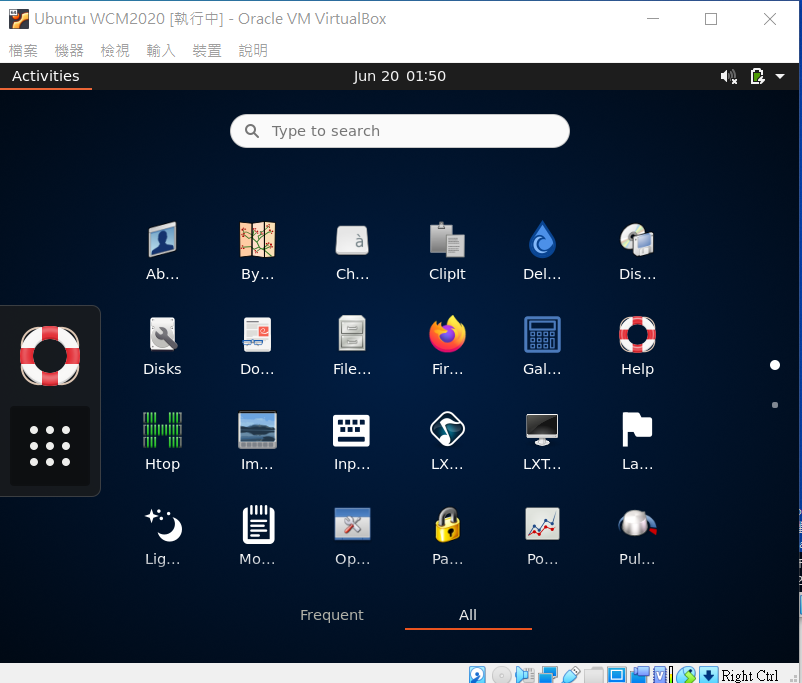 Ubuntu WCM2020 [執行中] - Oracle VM VirtualBox
檔案 機器 檢視 輸入 裝置 說明
Activities Jun 20 01:50
Type to search
Ab... By... Ch... ClipIt Del... Dis...
Disks Do... File... Fir... Gal... Help
Htop Im... Inp... LX... LXT... La...
Lig... Mo... Op... Pa... Po... Pul...
Frequent All
Right Ctrl